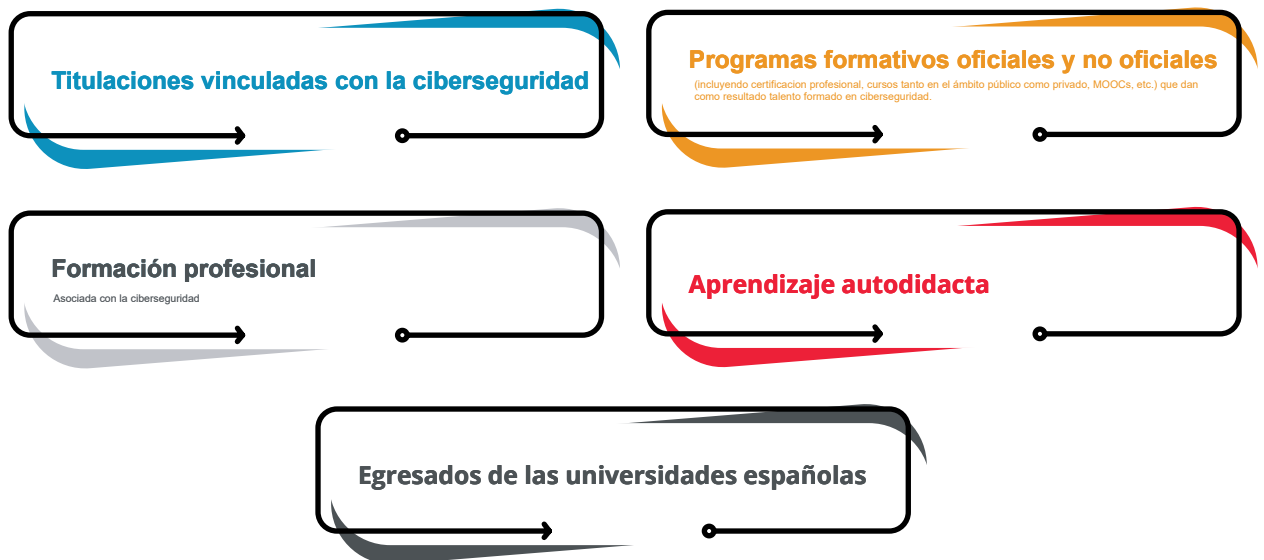 Titulaciones vinculadas con la ciberseguridad
Programas formativos oficiales y no oficiales
(incluyendo certificacion profesional, cursos tanto en el ámbito público como privado, MOOCs, etc.) que dan
como resultado talento formado en ciberseguridad.
Formación profesional
Asociada con la ciberseguridad
Aprendizaje autodidacta
Egresados de las universidades españolas